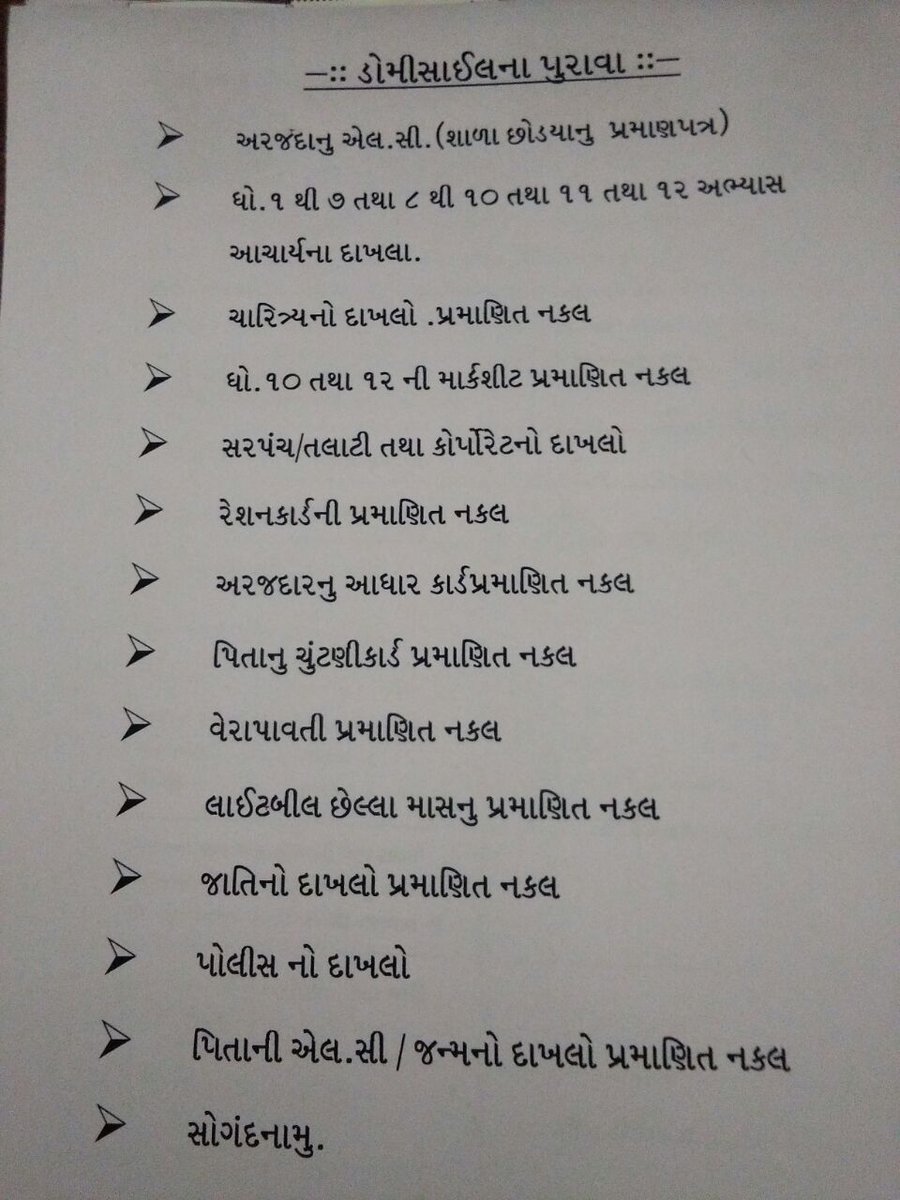 —:: ડોમીસાઈલના પુરાવા ::—
➢ અરજંદાનુ એલ.સી.(શાળા છોડયાનુ પ્રમાણપત્ર)
➢ ધો.૧ થી ૭ તથા ૮ થી ૧૦ તથા ૧૧ તથા ૧૨ અભ્યાસ
આચાર્યના દાખલા.
➢ ચારિત્ર્યનો દાખલો .પ્રમાણિત નકલ
➢ ધો.૧૦ તથા ૧૨ ની માર્કશીટ પ્રમાણિત નકલ
➢ સરપંચ/તલાટી તથા કોર્પોરેટનો દાખલો
➢ રેશનકાર્ડની પ્રમાણિત નકલ
➢ અરજદારનુ આધાર કાર્ડપ્રમાણિત નકલ
➢ પિતાનુ ચુંટણીકાર્ડ પ્રમાણિત નકલ
➢ વેરાપાવતી પ્રમાણિત નકલ
➢ લાઈટબીલ છેલ્લા માસનુ પ્રમાણિત નકલ
➢ જાતિનો દાખલો પ્રમાણિત નકલ
➢ પોલીસ નો દાખલો
➢ પિતાની એલ.સી / જન્મનો દાખલો પ્રમાણિત નકલ
➢ સોગંદનામુ.